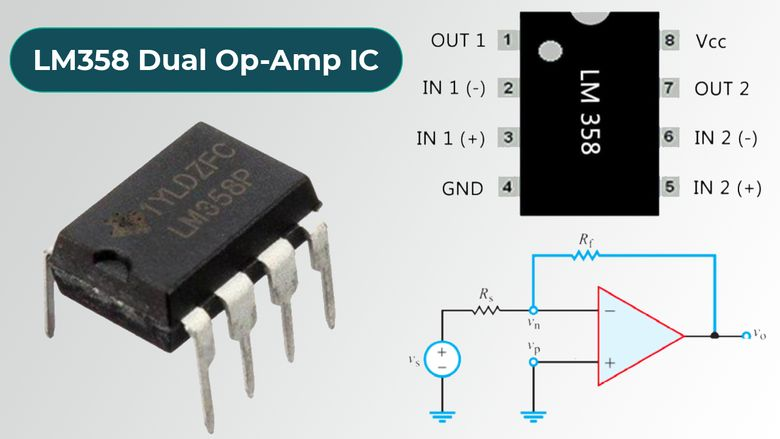 LM358 Dual Op-Amp IC
1YLDZFC
LM358P
OUT 1 1
IN 1 (-) 2
IN 1 (+) 3
GND 4
LM 358
8 Vcc
7 OUT 2
6 IN 2 (-)
5 IN 2 (+)
Rf
Rs
vn
−
vp
+
vs
+
−
vo